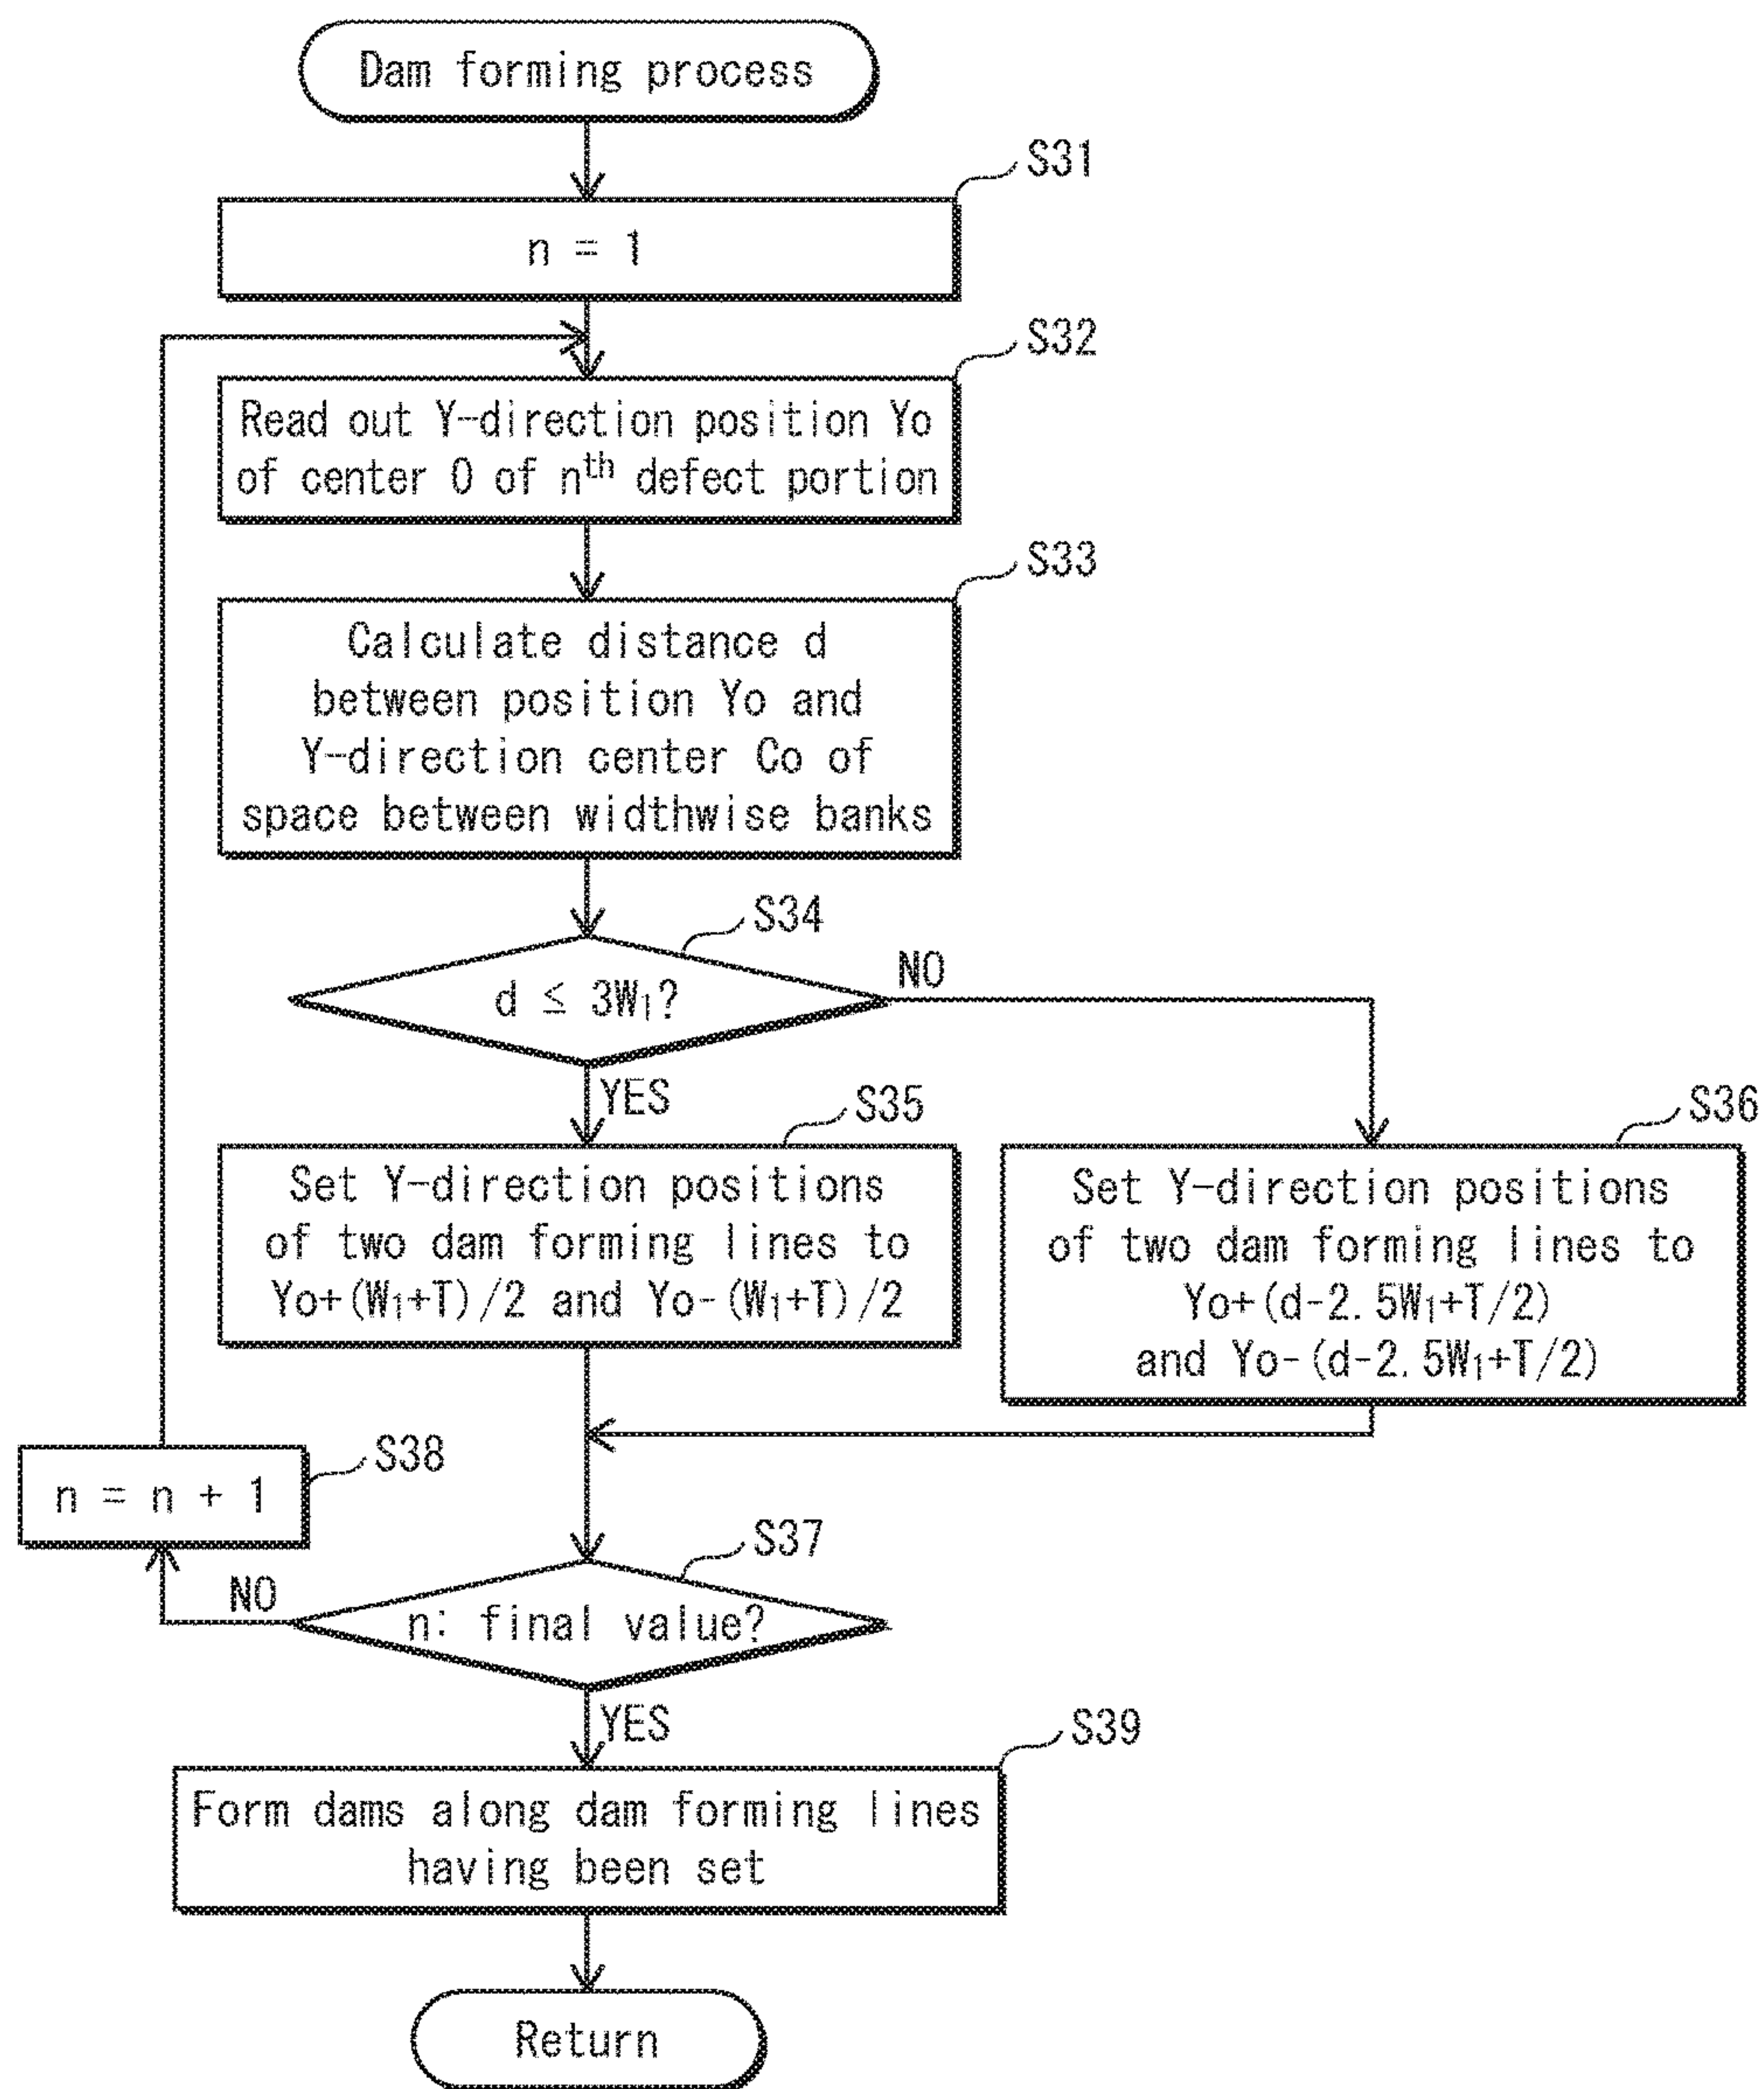 Dam forming process
S31
n = 1
S32
Read out Y-direction position Yo
of center O of nth defect portion
S33
Calculate distance d
between position Yo and
Y-direction center Co of
space between widthwise banks
S34
d ≤ 3W1?
NO
YES
S35
Set Y-direction positions
of two dam forming lines to
Yo+(W1+T)/2 and Yo-(W1+T)/2
S36
Set Y-direction positions
of two dam forming lines to
Yo+(d-2.5W1+T/2)
and Yo-(d-2.5W1+T/2)
S38
n = n + 1
S37
NO
n: final value?
YES
S39
Form dams along dam forming lines
having been set
Return